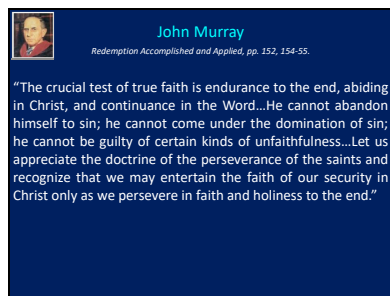 John Murray
Redemption Accomplished and Applied, pp. 152, 154-55.
“The crucial test of true faith is endurance to the end, abiding
in Christ, and continuance in the Word…He cannot abandon
himself to sin; he cannot come under the domination of sin;
he cannot be guilty of certain kinds of unfaithfulness…Let us
appreciate the doctrine of the perseverance of the saints and
recognize that we may entertain the faith of our security in
Christ only as we persevere in faith and holiness to the end.”